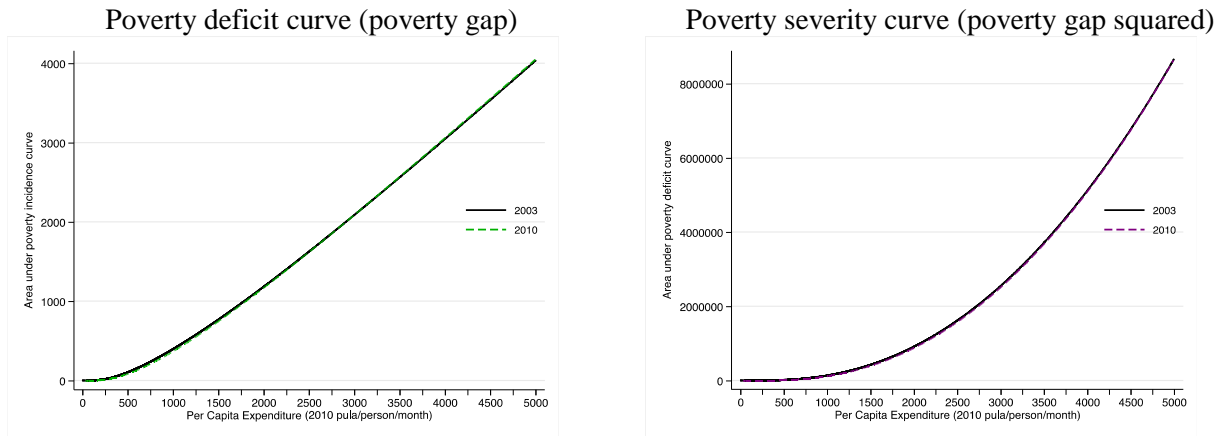 Poverty deficit curve (poverty gap)
4000
3000
2000
1000
0
Area under poverty incidence curve
2003
2010
0 500 1000 1500 2000 2500 3000 3500 4000 4500 5000
Per Capita Expenditure (2010 pula/person/month)
Poverty severity curve (poverty gap squared)
8000000
6000000
4000000
2000000
0
Area under poverty deficit curve
2003
2010
0 500 1000 1500 2000 2500 3000 3500 4000 4500 5000
Per Capita Expenditure (2010 pula/person/month)